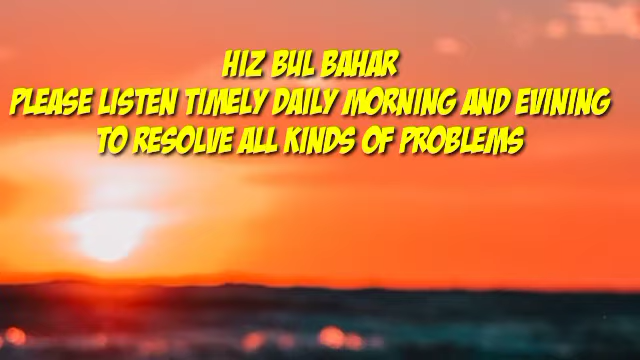 HIZ BUL BAHAR
PLEASE LISTEN TIMELY DAILY MORNING AND EVINING
TO RESOLVE ALL KINDS OF PROBLEMS